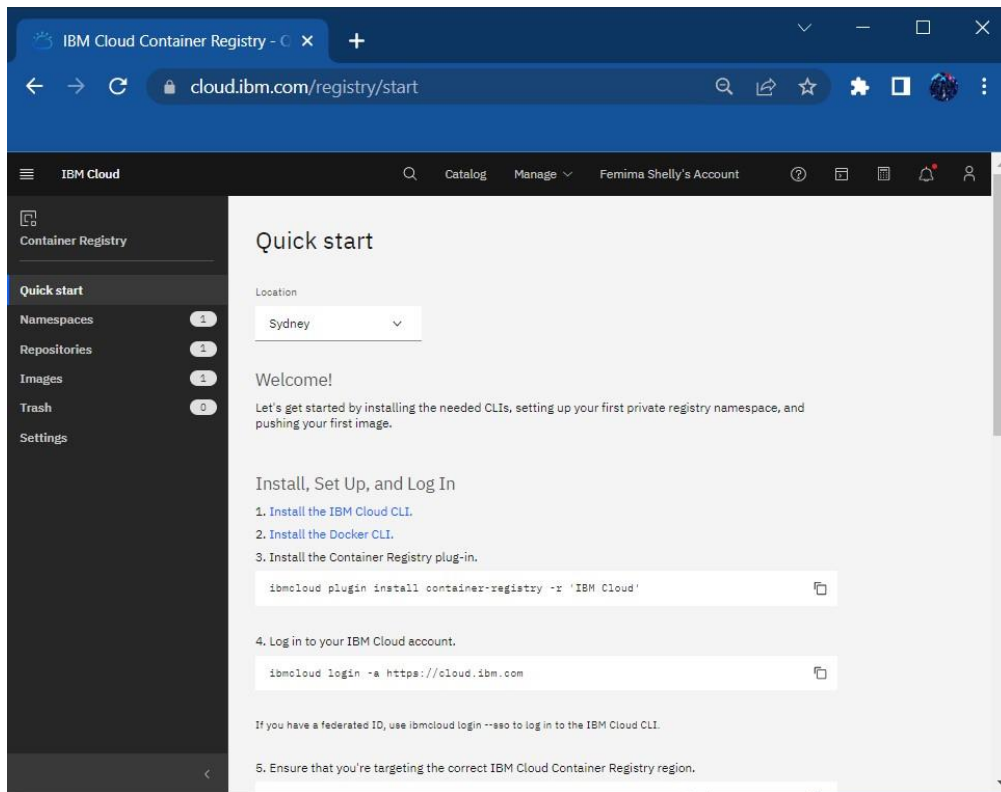 IBM Cloud Container Registry - C
cloud.ibm.com/registry/start
IBM Cloud
Catalog
Manage
Femima Shelly's Account
Container Registry
Quick start
Namespaces
1
Repositories
1
Images
1
Trash
0
Settings
Quick start
Location
Sydney
Welcome!
Let's get started by installing the needed CLIs, setting up your first private registry namespace, and
pushing your first image.
Install, Set Up, and Log In
1. Install the IBM Cloud CLI.
2. Install the Docker CLI.
3. Install the Container Registry plug-in.
ibmcloud plugin install container-registry -r 'IBM Cloud'
4. Log in to your IBM Cloud account.
ibmcloud login -a https://cloud.ibm.com
If you have a federated ID, use ibmcloud login --sso to log in to the IBM Cloud CLI.
5. Ensure that you're targeting the correct IBM Cloud Container Registry region.